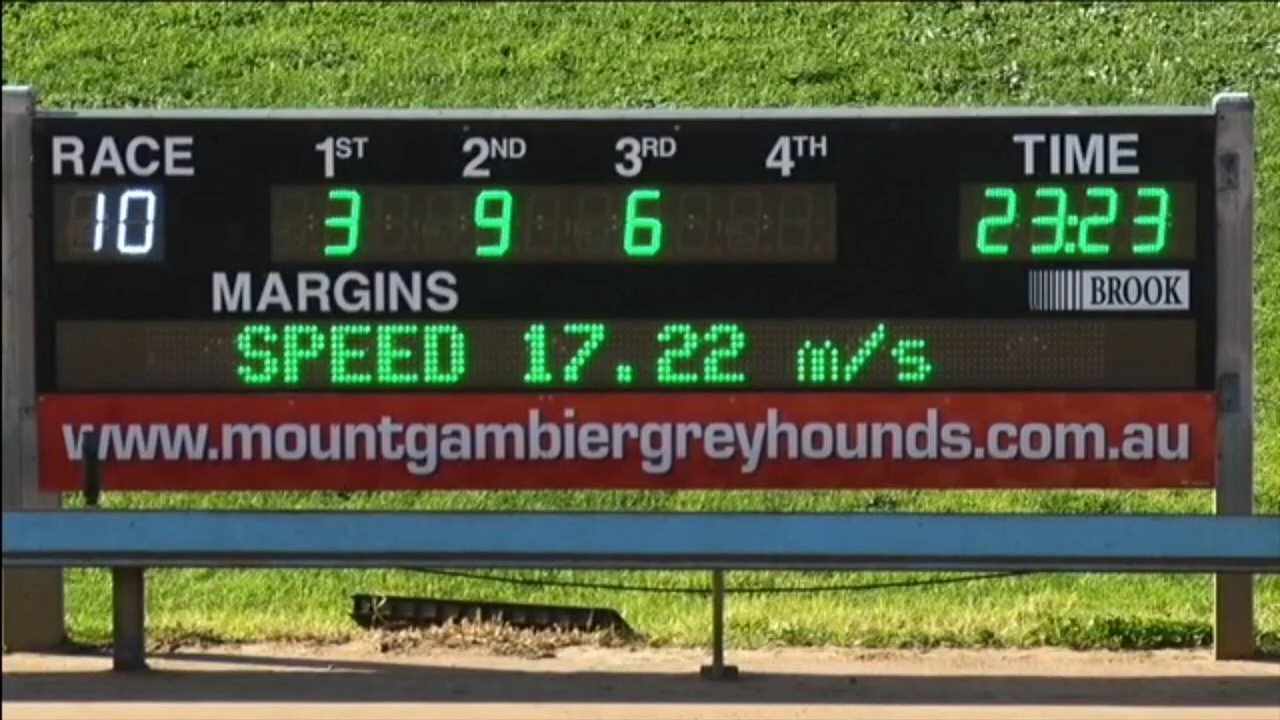 RACE 1ST 2ND 3RD 4TH TIME
10 3 9 6 23:23
MARGINS BROOK
SPEED 17.22 m/s
www.mountgambiergreyhounds.com.au